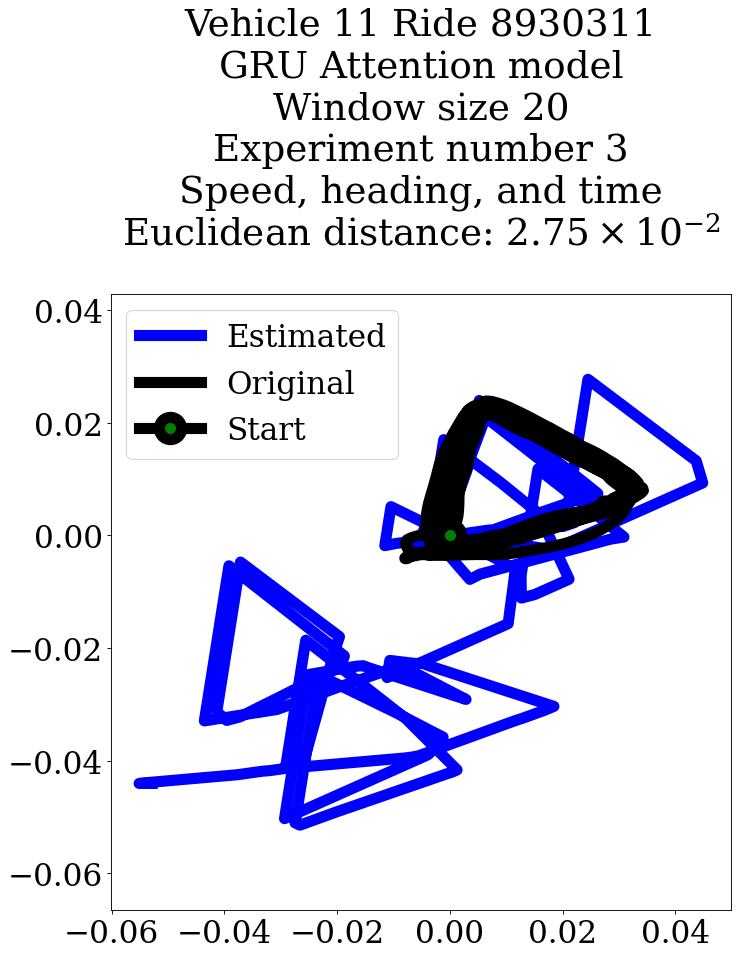 Vehicle 11 Ride 8930311
GRU Attention model
Window size 20
Experiment number 3
Speed, heading, and time
Euclidean distance: 2.75 × 10⁻²
Estimated
Original
Start
0.04
0.02
0.00
−0.02
−0.04
−0.06
−0.06 −0.04 −0.02 0.00 0.02 0.04